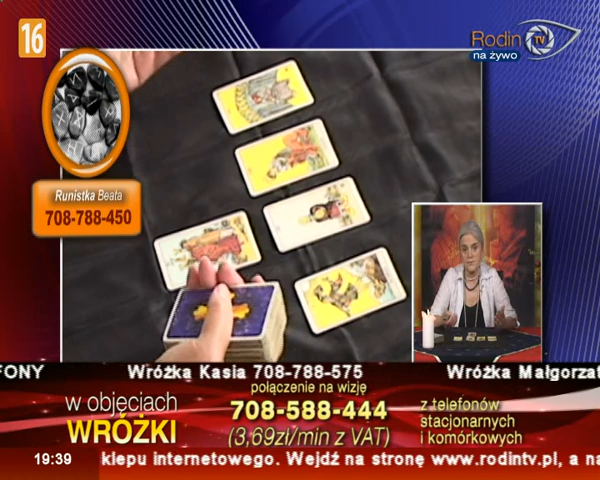 16
Rodin TV
na żywo
Runistka Beata
708-788-450
FONY Wróżka Kasia 708-788-575 Wróżka Małgorzat
w objęciach
WRÓŻKI
połączenie na wizję
708-588-444
(3,69zł/min z VAT)
z telefonów
stacjonarnych
i komórkowych
19:39
klepu internetowego. Wejdź na stronę www.rodintv.pl, a na